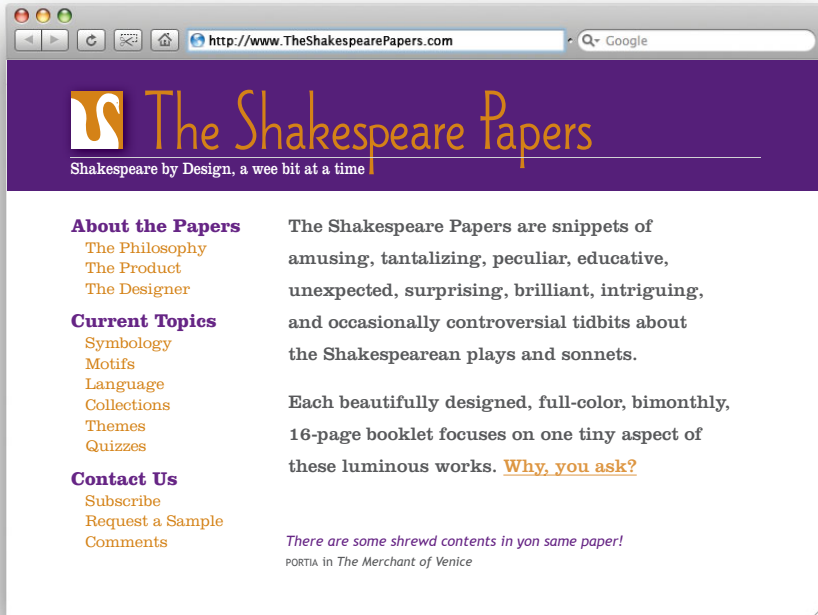 http://www.TheShakespearePapers.com
Google
The Shakespeare Papers
Shakespeare by Design, a wee bit at a time
About the Papers
The Philosophy
The Product
The Designer
Current Topics
Symbology
Motifs
Language
Collections
Themes
Quizzes
Contact Us
Subscribe
Request a Sample
Comments
The Shakespeare Papers are snippets of
amusing, tantalizing, peculiar, educative,
unexpected, surprising, brilliant, intriguing,
and occasionally controversial tidbits about
the Shakespearean plays and sonnets.
Each beautifully designed, full-color, bimonthly,
16-page booklet focuses on one tiny aspect of
these luminous works. Why, you ask?
There are some shrewd contents in yon same paper!
PORTIA in The Merchant of Venice